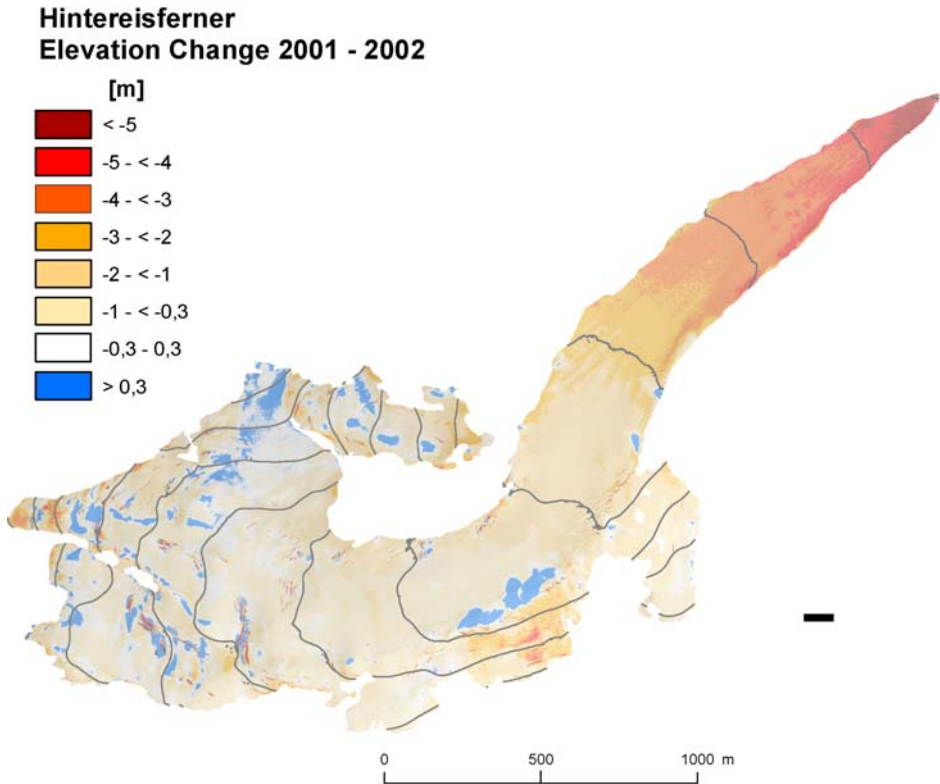 Hintereisferner
Elevation Change 2001 - 2002
[m]
< -5
-5 - < -4
-4 - < -3
-3 - < -2
-2 - < -1
-1 - < -0,3
-0,3 - 0,3
> 0,3
0 500 1000 m